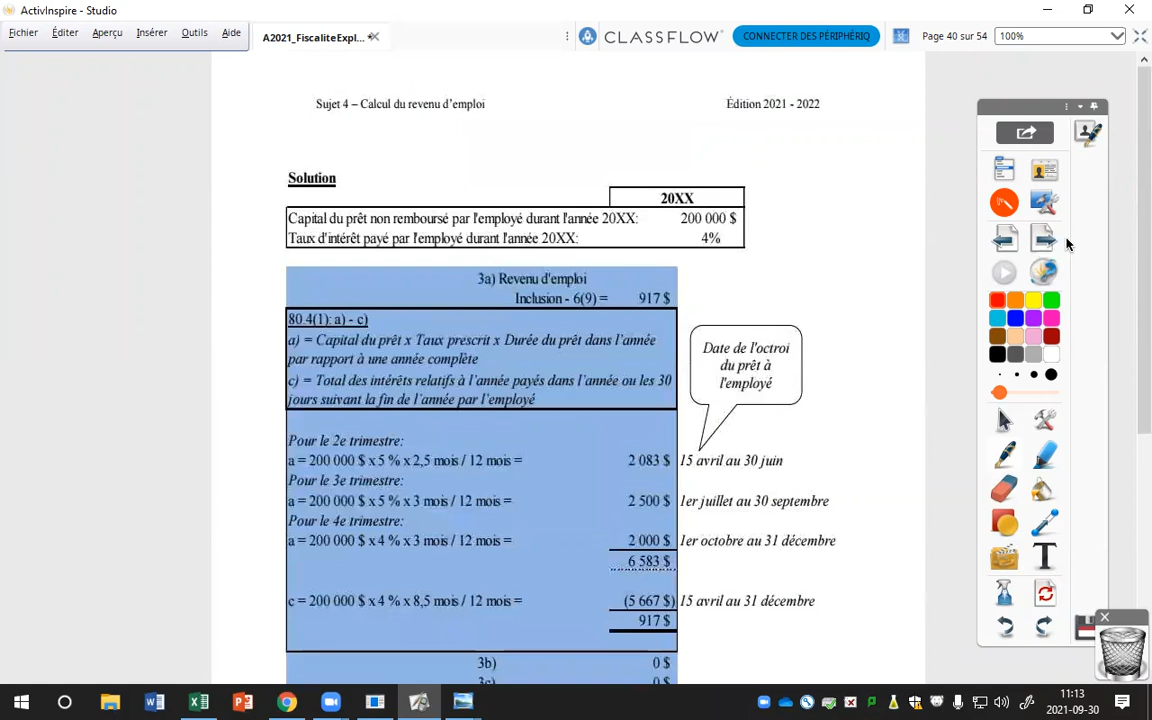 ActivInspire - Studio
Fichier Éditer Aperçu Insérer Outils Aide
A2021_FiscaliteExpl...
CLASSFLOW
CONNECTER DES PÉRIPHÉRIQ
Page 40 sur 54
100%
Sujet 4 – Calcul du revenu d'emploi
Édition 2021 - 2022
Solution
20XX
Capital du prêt non remboursé par l'employé durant l'année 20XX: 200 000 $
Taux d'intérêt payé par l'employé durant l'année 20XX: 4%
3a) Revenu d'emploi
Inclusion - 6(9) = 917 $
80.4(1): a) - c)
a) = Capital du prêt x Taux prescrit x Durée du prêt dans l'année
par rapport à une année complète
c) = Total des intérêts relatifs à l'année payés dans l'année ou les 30
jours suivant la fin de l'année par l'employé
Date de l'octroi
du prêt à
l'employé
Pour le 2e trimestre:
a = 200 000 $ x 5 % x 2,5 mois / 12 mois = 2 083 $ 15 avril au 30 juin
Pour le 3e trimestre:
a = 200 000 $ x 5 % x 3 mois / 12 mois = 2 500 $ 1er juillet au 30 septembre
Pour le 4e trimestre:
a = 200 000 $ x 4 % x 3 mois / 12 mois = 2 000 $ 1er octobre au 31 décembre
6 583 $
c = 200 000 $ x 4 % x 8,5 mois / 12 mois = (5 667 $) 15 avril au 31 décembre
917 $
3b) 0 $
11:13
2021-09-30